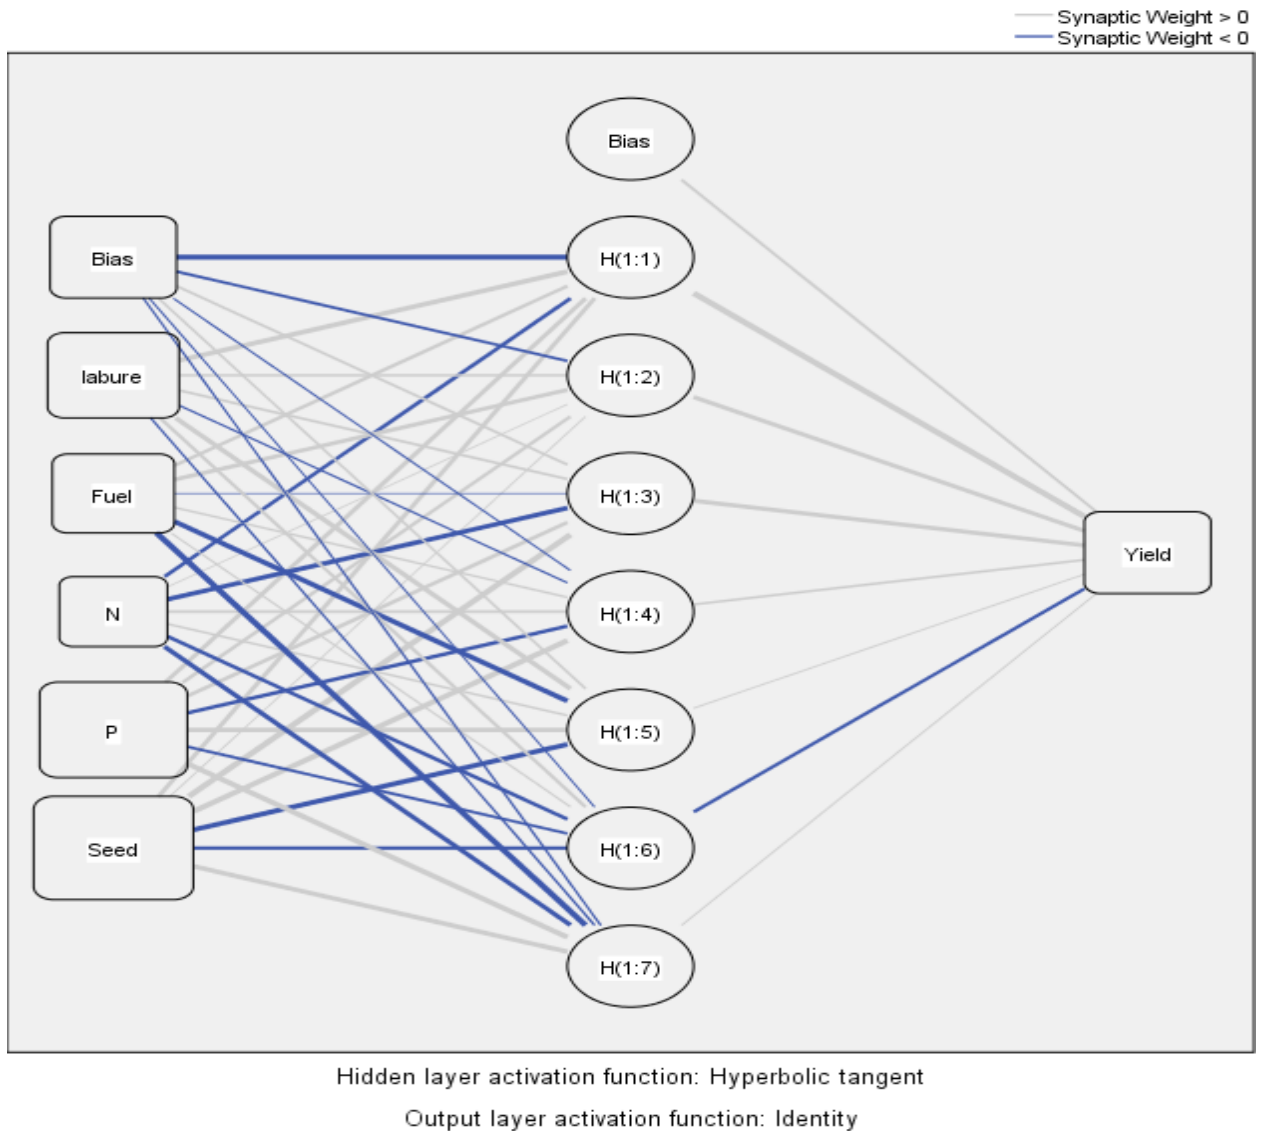 Synaptic Weight > 0
Synaptic Weight < 0
Bias
Bias
H(1:1)
labure
H(1:2)
Fuel
H(1:3)
Yield
N
H(1:4)
P
H(1:5)
Seed
H(1:6)
H(1:7)
Hidden layer activation function: Hyperbolic tangent
Output layer activation function: Identity